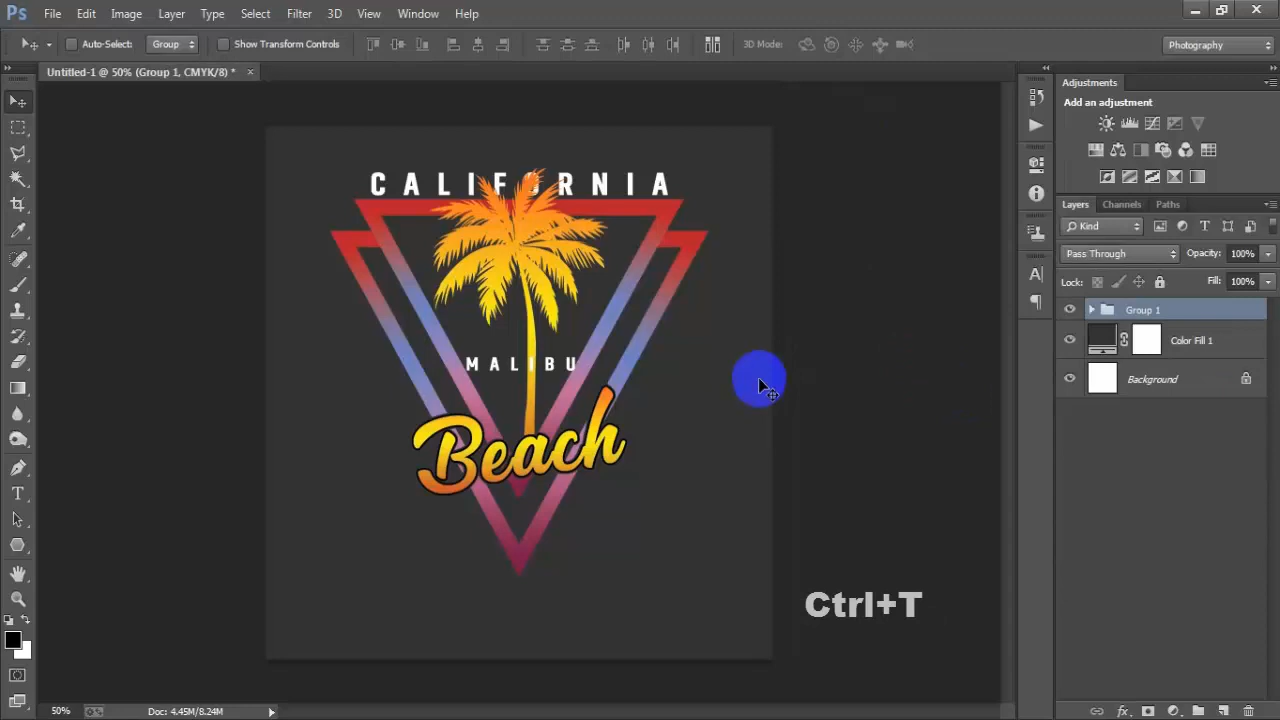 Ps File Edit Image Layer Type Select Filter 3D View Window Help
Auto-Select: Group Show Transform Controls 3D Mode: Photography
Untitled-1 @ 50% (Group 1, CMYK/8) * ×
Adjustments
Add an adjustment
Layers Channels Paths
Kind
Pass Through Opacity: 100%
Lock: Fill: 100%
Group 1
Color Fill 1
Background
CALIFORNIA
MALIBU
Beach
Ctrl+T
50% Doc: 4.45M/8.24M